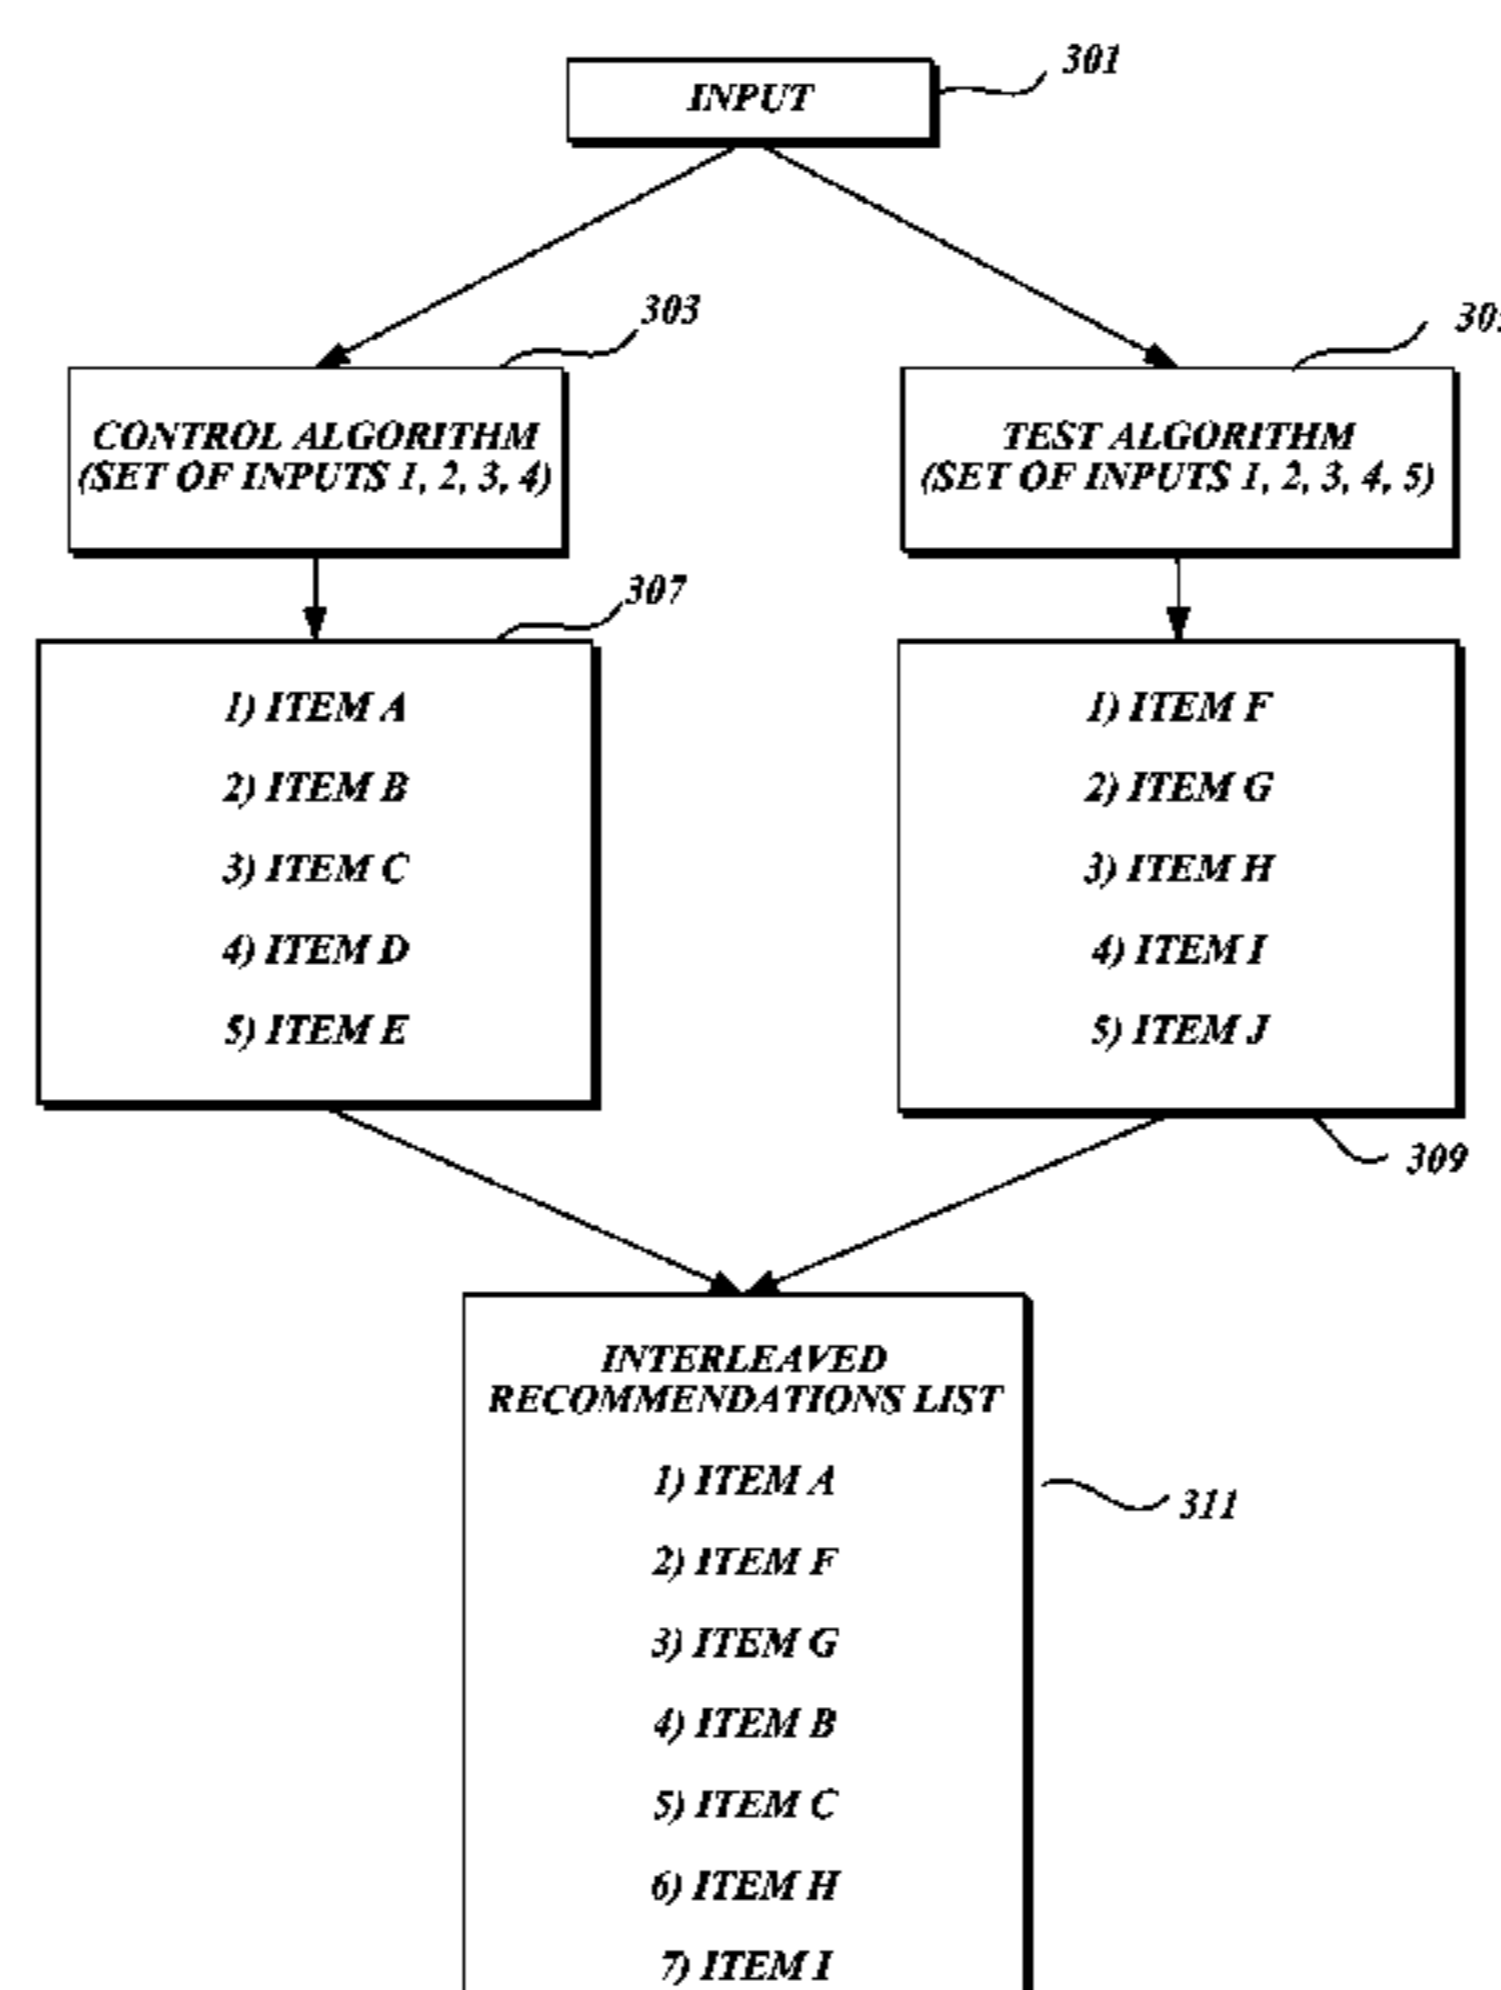 INPUT
301
303
CONTROL ALGORITHM
(SET OF INPUTS 1, 2, 3, 4)
TEST ALGORITHM
(SET OF INPUTS 1, 2, 3, 4, 5)
307
1) ITEM A
2) ITEM B
3) ITEM C
4) ITEM D
5) ITEM E
1) ITEM F
2) ITEM G
3) ITEM H
4) ITEM I
5) ITEM J
309
INTERLEAVED
RECOMMENDATIONS LIST
1) ITEM A
2) ITEM F
3) ITEM G
4) ITEM B
5) ITEM C
6) ITEM H
7) ITEM I
311